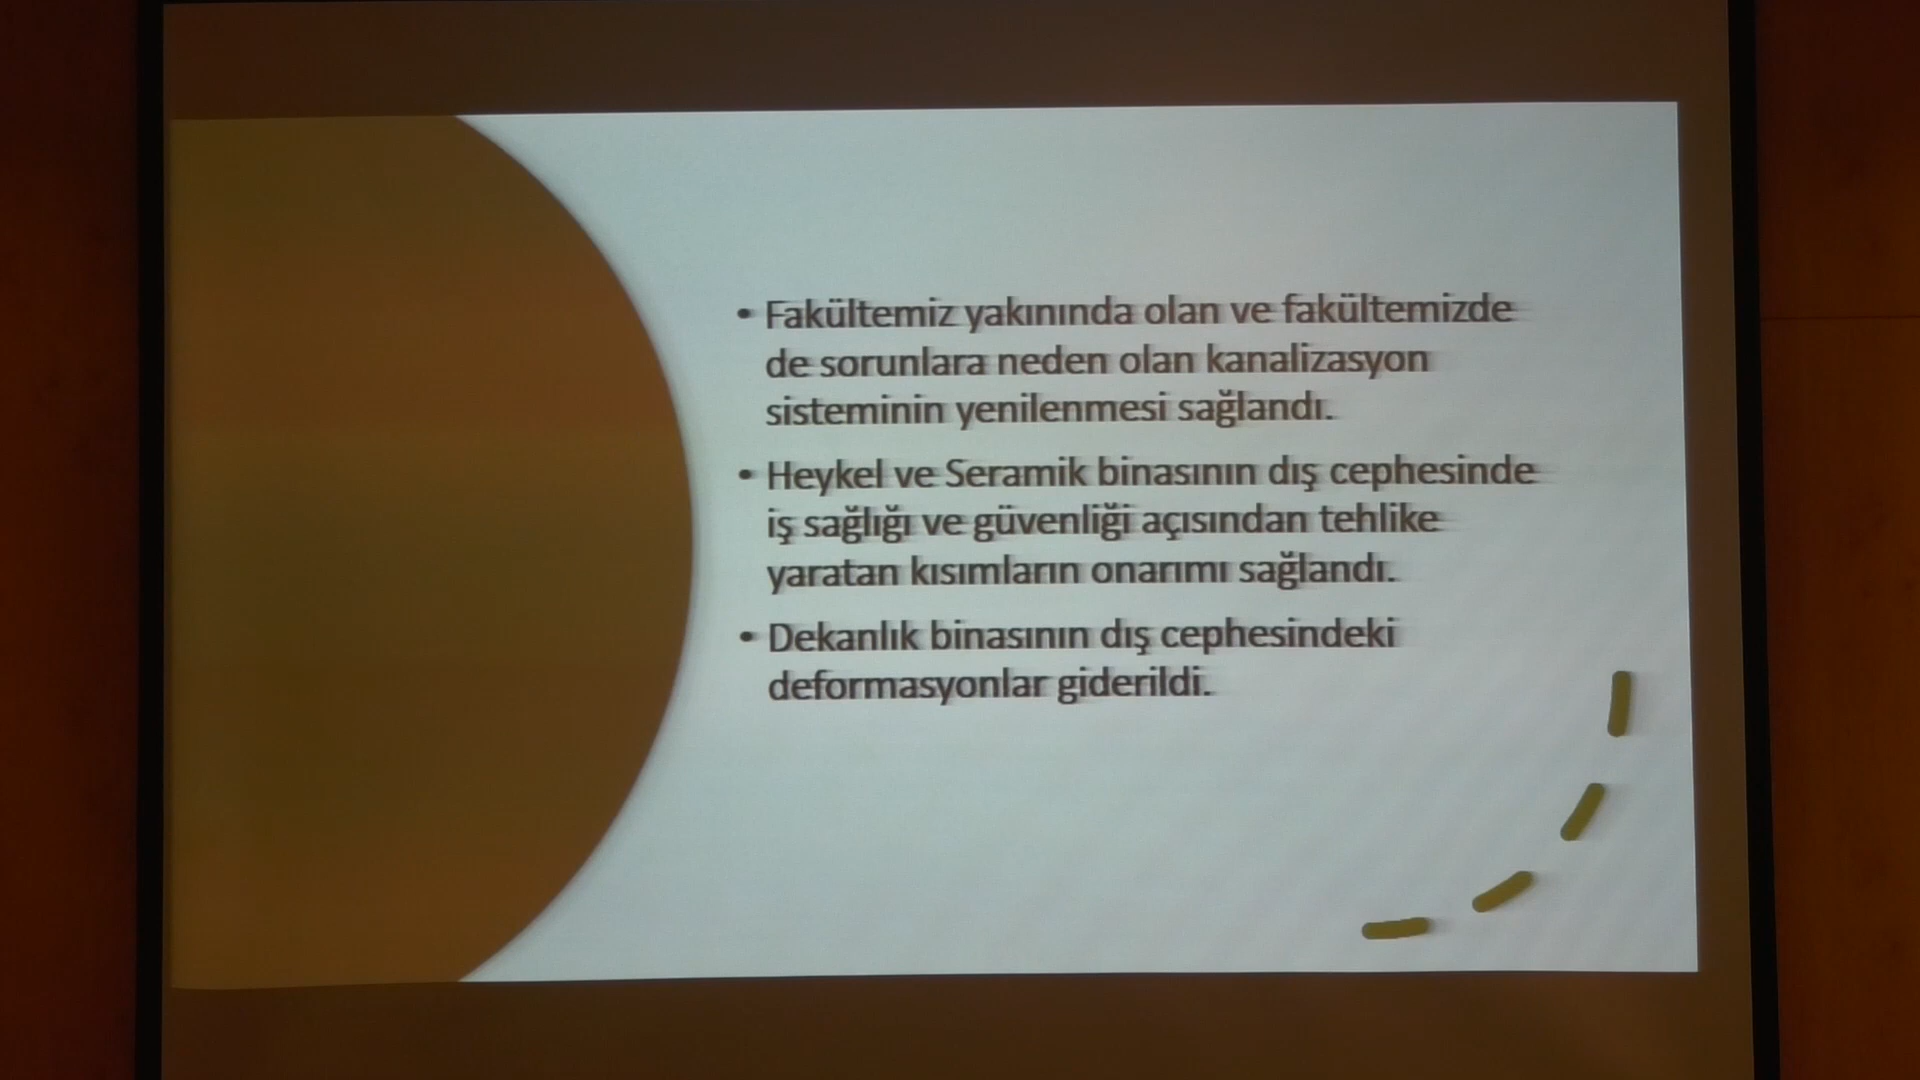 • Fakültemiz yakınında olan ve fakültemizde
de sorunlara neden olan kanalizasyon
sisteminin yenilenmesi sağlandı.
• Heykel ve Seramik binasının dış cephesinde
iş sağlığı ve güvenliği açısından tehlike
yaratan kısımların onarımı sağlandı.
• Dekanlık binasının dış cephesindeki
deformasyonlar giderildi.